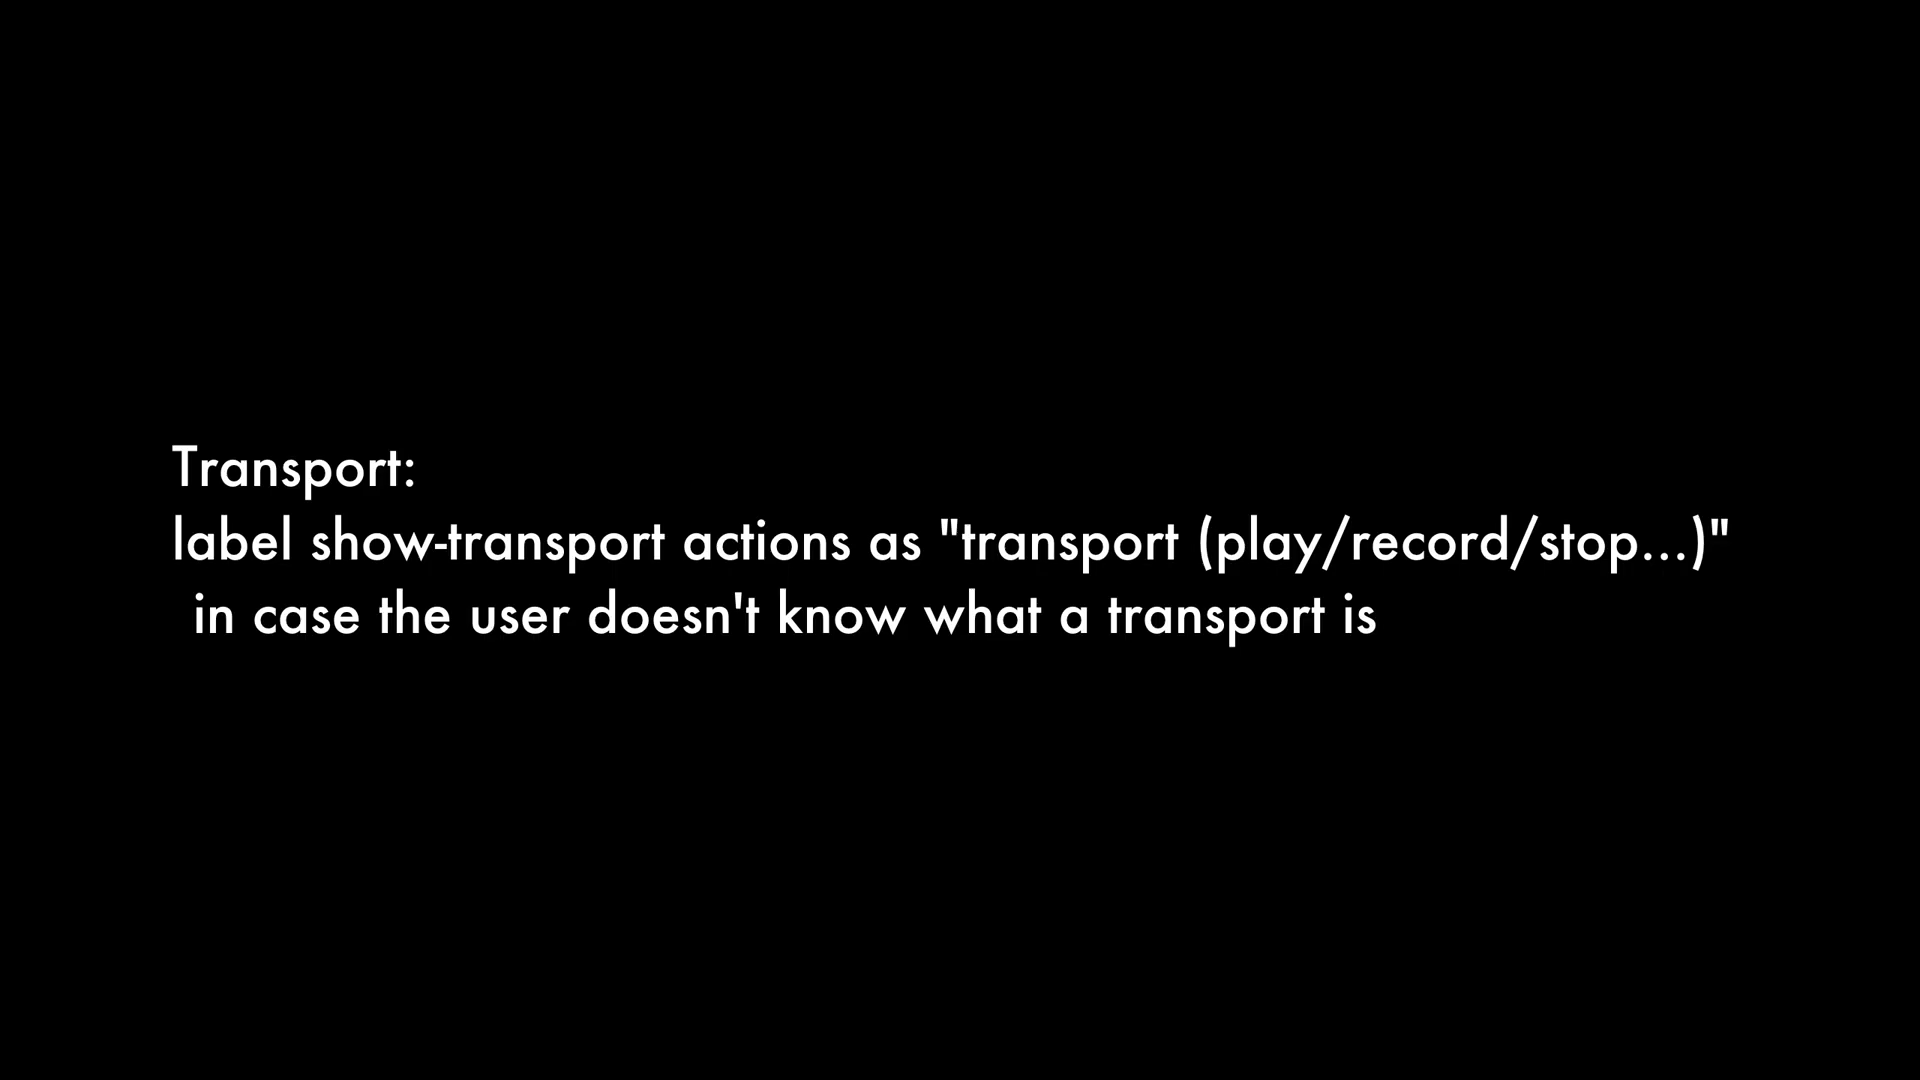 Transport:
label show-transport actions as "transport (play/record/stop...)"
in case the user doesn't know what a transport is